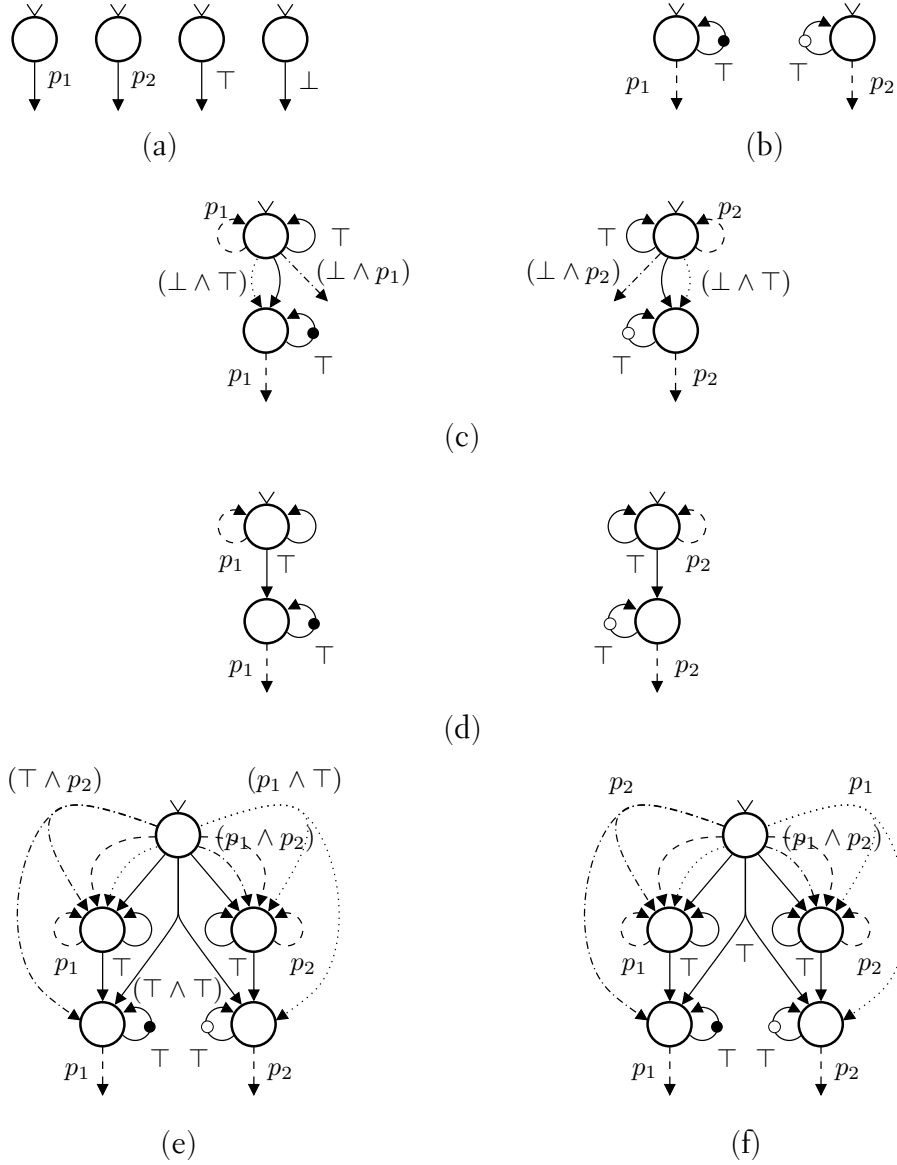 p₁ p₂ ⊤ ⊥
(a)
p₁ ⊤ ⊤ p₂
(b)
p₁ ⊤
(⊥ ∧ ⊤) (⊥ ∧ p₁)
p₁ ⊤
⊤ p₂
(⊥ ∧ p₂) (⊥ ∧ ⊤)
⊤ p₂
(c)
p₁ ⊤
p₁ ⊤
⊤ p₂
⊤ p₂
(d)
(⊤ ∧ p₂) (p₁ ∧ ⊤)
(p₁ ∧ p₂)
p₁ ⊤ ⊤ p₂
(⊤ ∧ ⊤)
p₁ ⊤ ⊤ p₂
(e)
p₂ p₁
(p₁ ∧ p₂)
p₁ ⊤ ⊤ ⊤ p₂
p₁ ⊤ ⊤ p₂
(f)